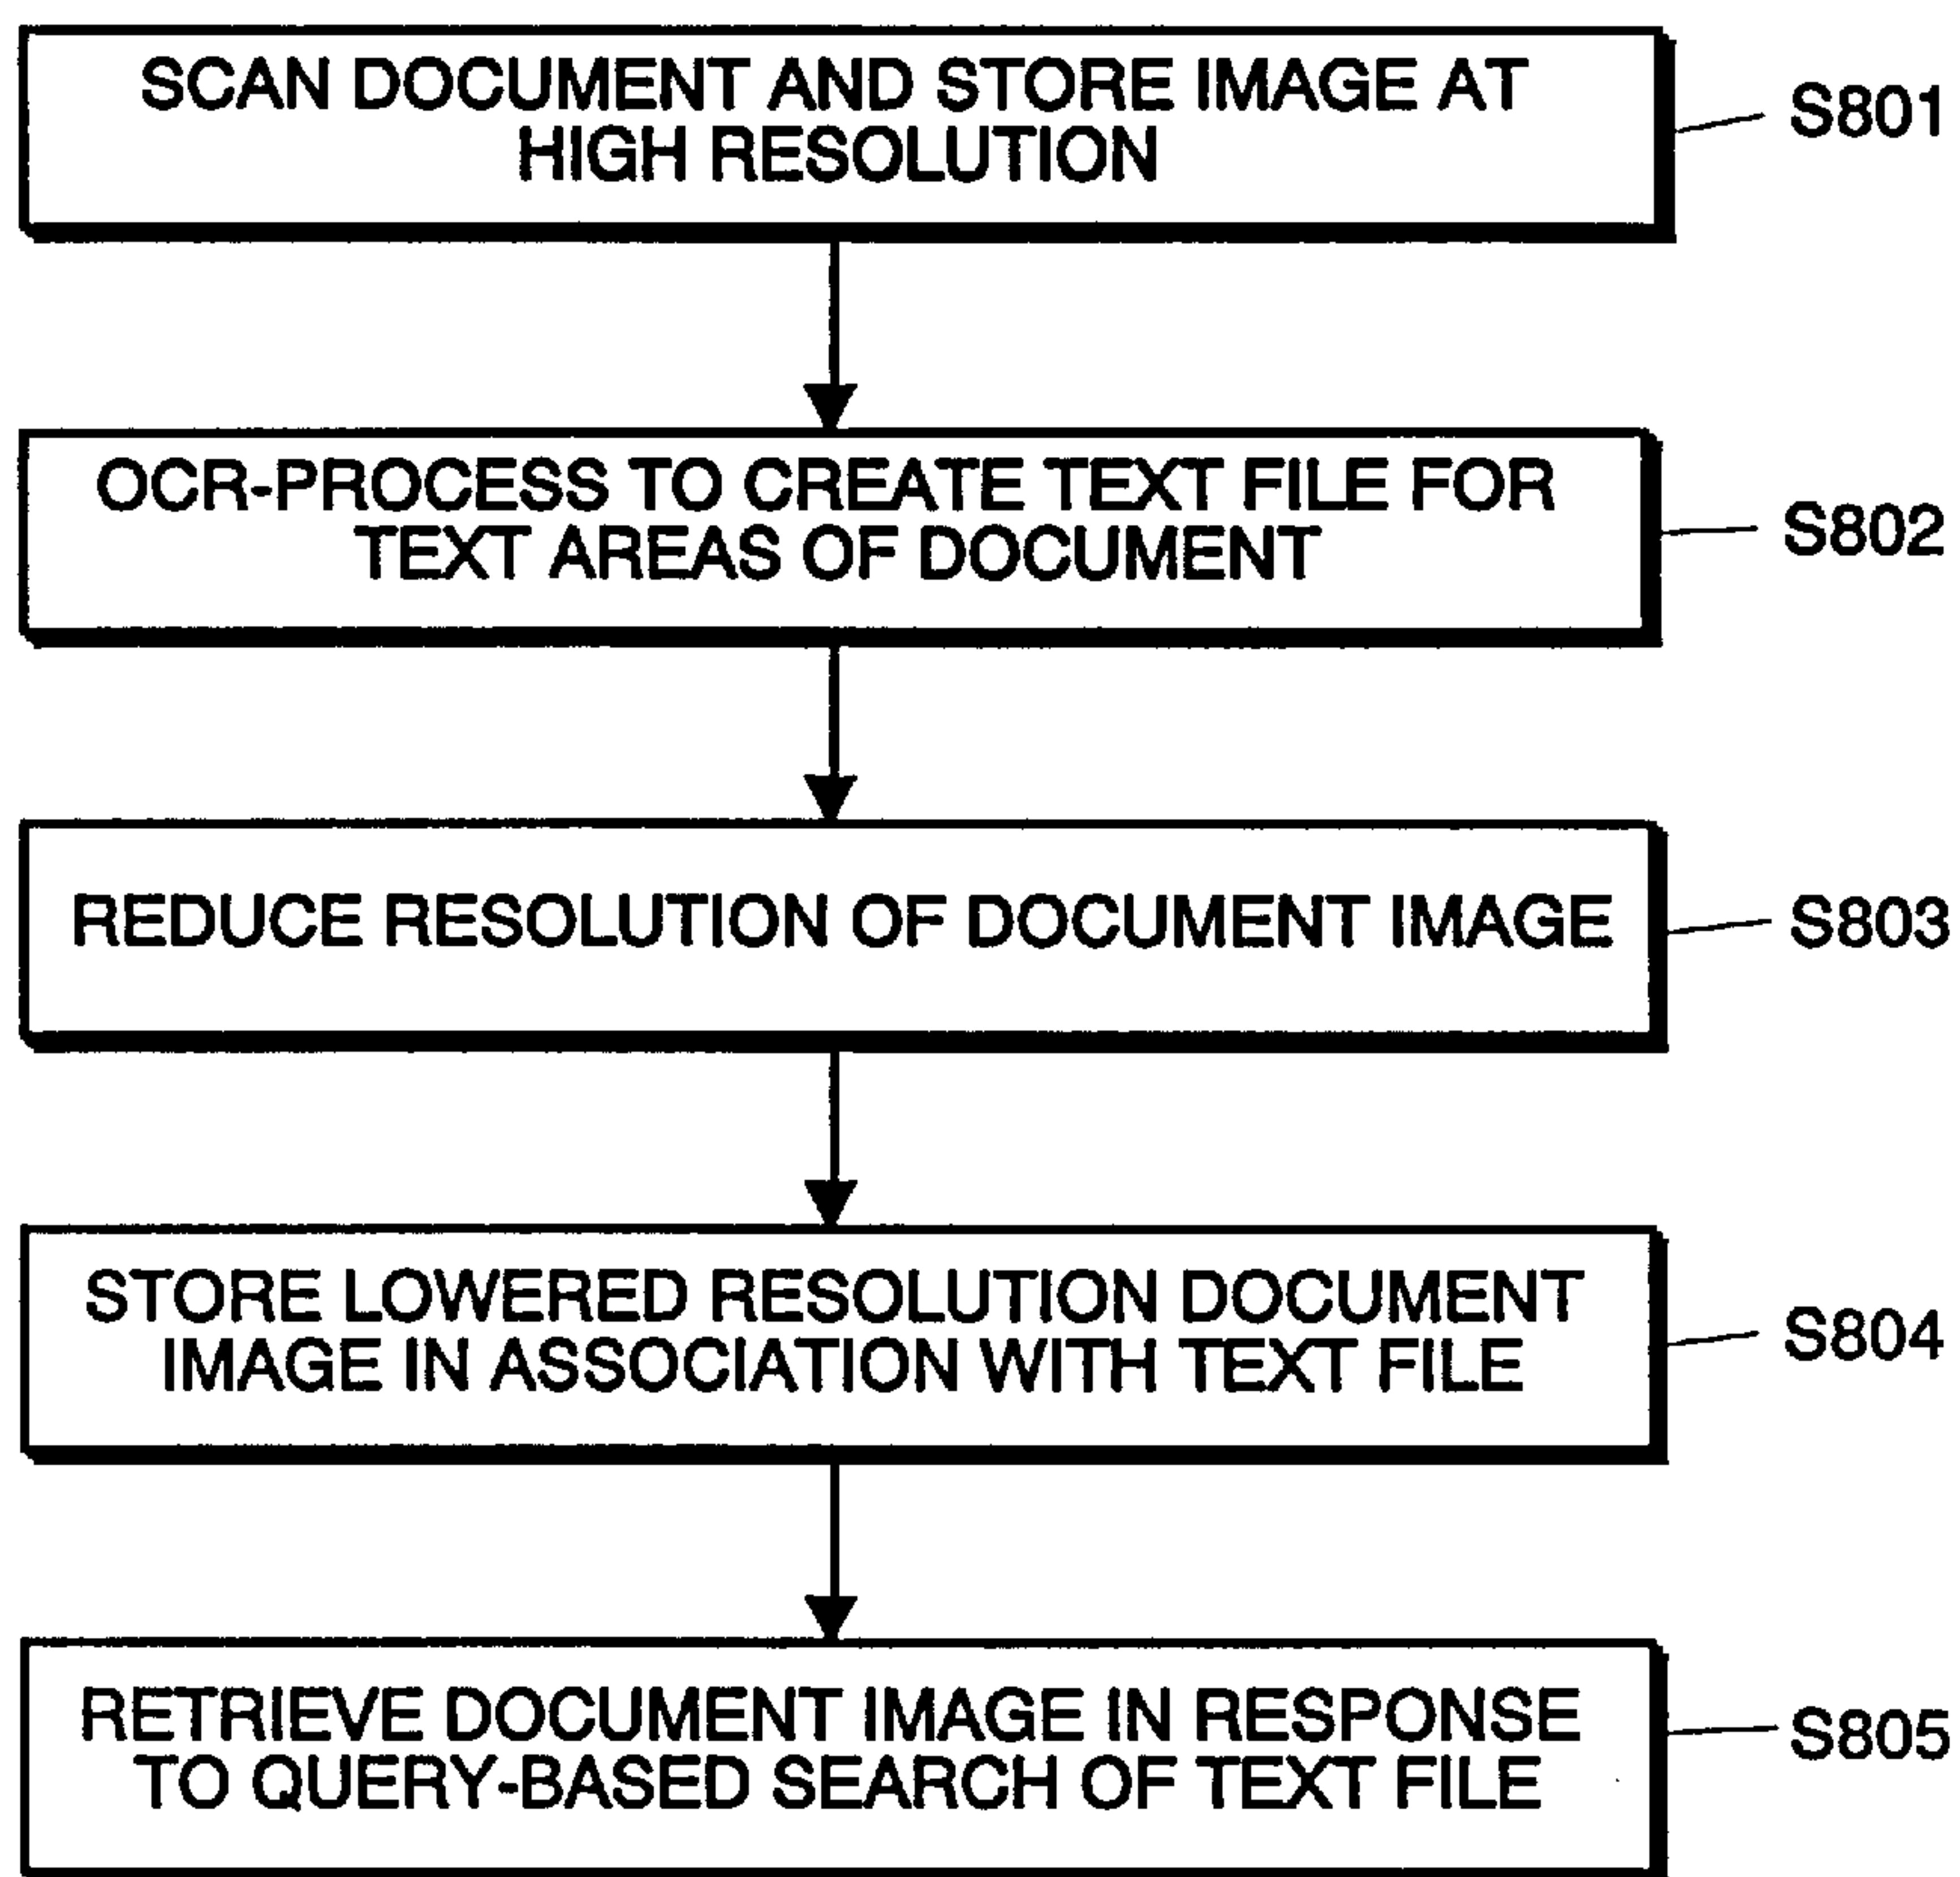 SCAN DOCUMENT AND STORE IMAGE AT
HIGH RESOLUTION
S801
OCR-PROCESS TO CREATE TEXT FILE FOR
TEXT AREAS OF DOCUMENT
S802
REDUCE RESOLUTION OF DOCUMENT IMAGE
S803
STORE LOWERED RESOLUTION DOCUMENT
IMAGE IN ASSOCIATION WITH TEXT FILE
S804
RETRIEVE DOCUMENT IMAGE IN RESPONSE
TO QUERY-BASED SEARCH OF TEXT FILE
S805